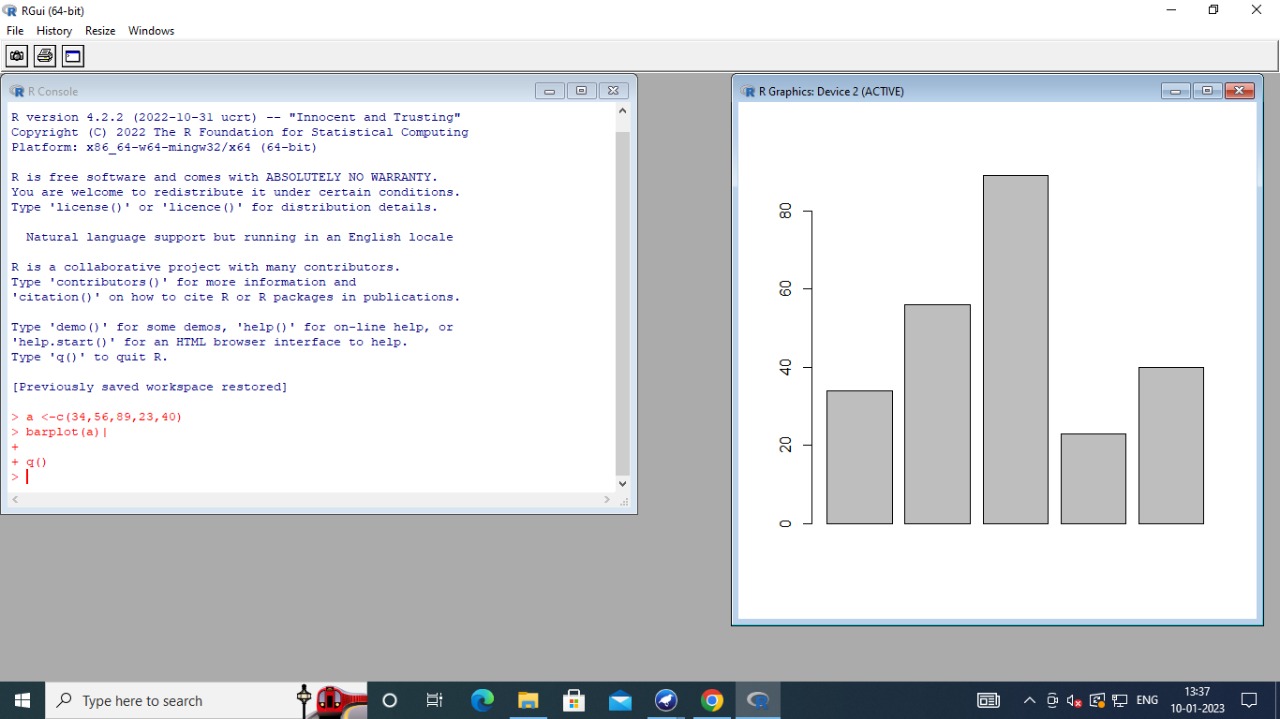 RGui (64-bit)
File History Resize Windows
R Console
R version 4.2.2 (2022-10-31 ucrt) -- "Innocent and Trusting"
Copyright (C) 2022 The R Foundation for Statistical Computing
Platform: x86_64-w64-mingw32/x64 (64-bit)
R is free software and comes with ABSOLUTELY NO WARRANTY.
You are welcome to redistribute it under certain conditions.
Type 'license()' or 'licence()' for distribution details.
Natural language support but running in an English locale
R is a collaborative project with many contributors.
Type 'contributors()' for more information and
'citation()' on how to cite R or R packages in publications.
Type 'demo()' for some demos, 'help()' for on-line help, or
'help.start()' for an HTML browser interface to help.
Type 'q()' to quit R.
[Previously saved workspace restored]
> a <-c(34,56,89,23,40)
> barplot(a)|
+
+ q()
>
R Graphics: Device 2 (ACTIVE)
80
60
40
20
0
Type here to search
ENG
13:37
10-01-2023